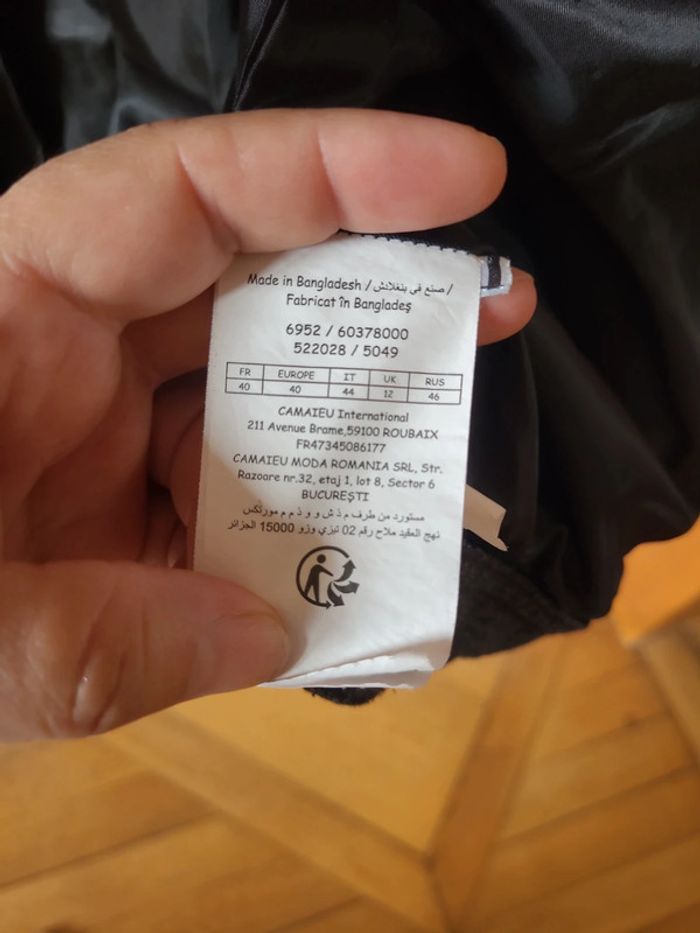 Made in Bangladesh / صنع في بنغلادش /
Fabricat în Bangladeş
6952 / 60378000
522028 / 5049
FR EUROPE IT UK RUS
40 40 44 12 46
CAMAIEU International
211 Avenue Brame,59100 ROUBAIX
FR47345086177
CAMAIEU MODA ROMANIA SRL, Str.
Razoare nr.32, etaj 1, lot 8, Sector 6
BUCUREŞTI
مستورد من طرف م ذ ش و و ذ م م مورتكس
نهج العقيد ملاح رقم 02 تيزي وزو 15000 الجزائر